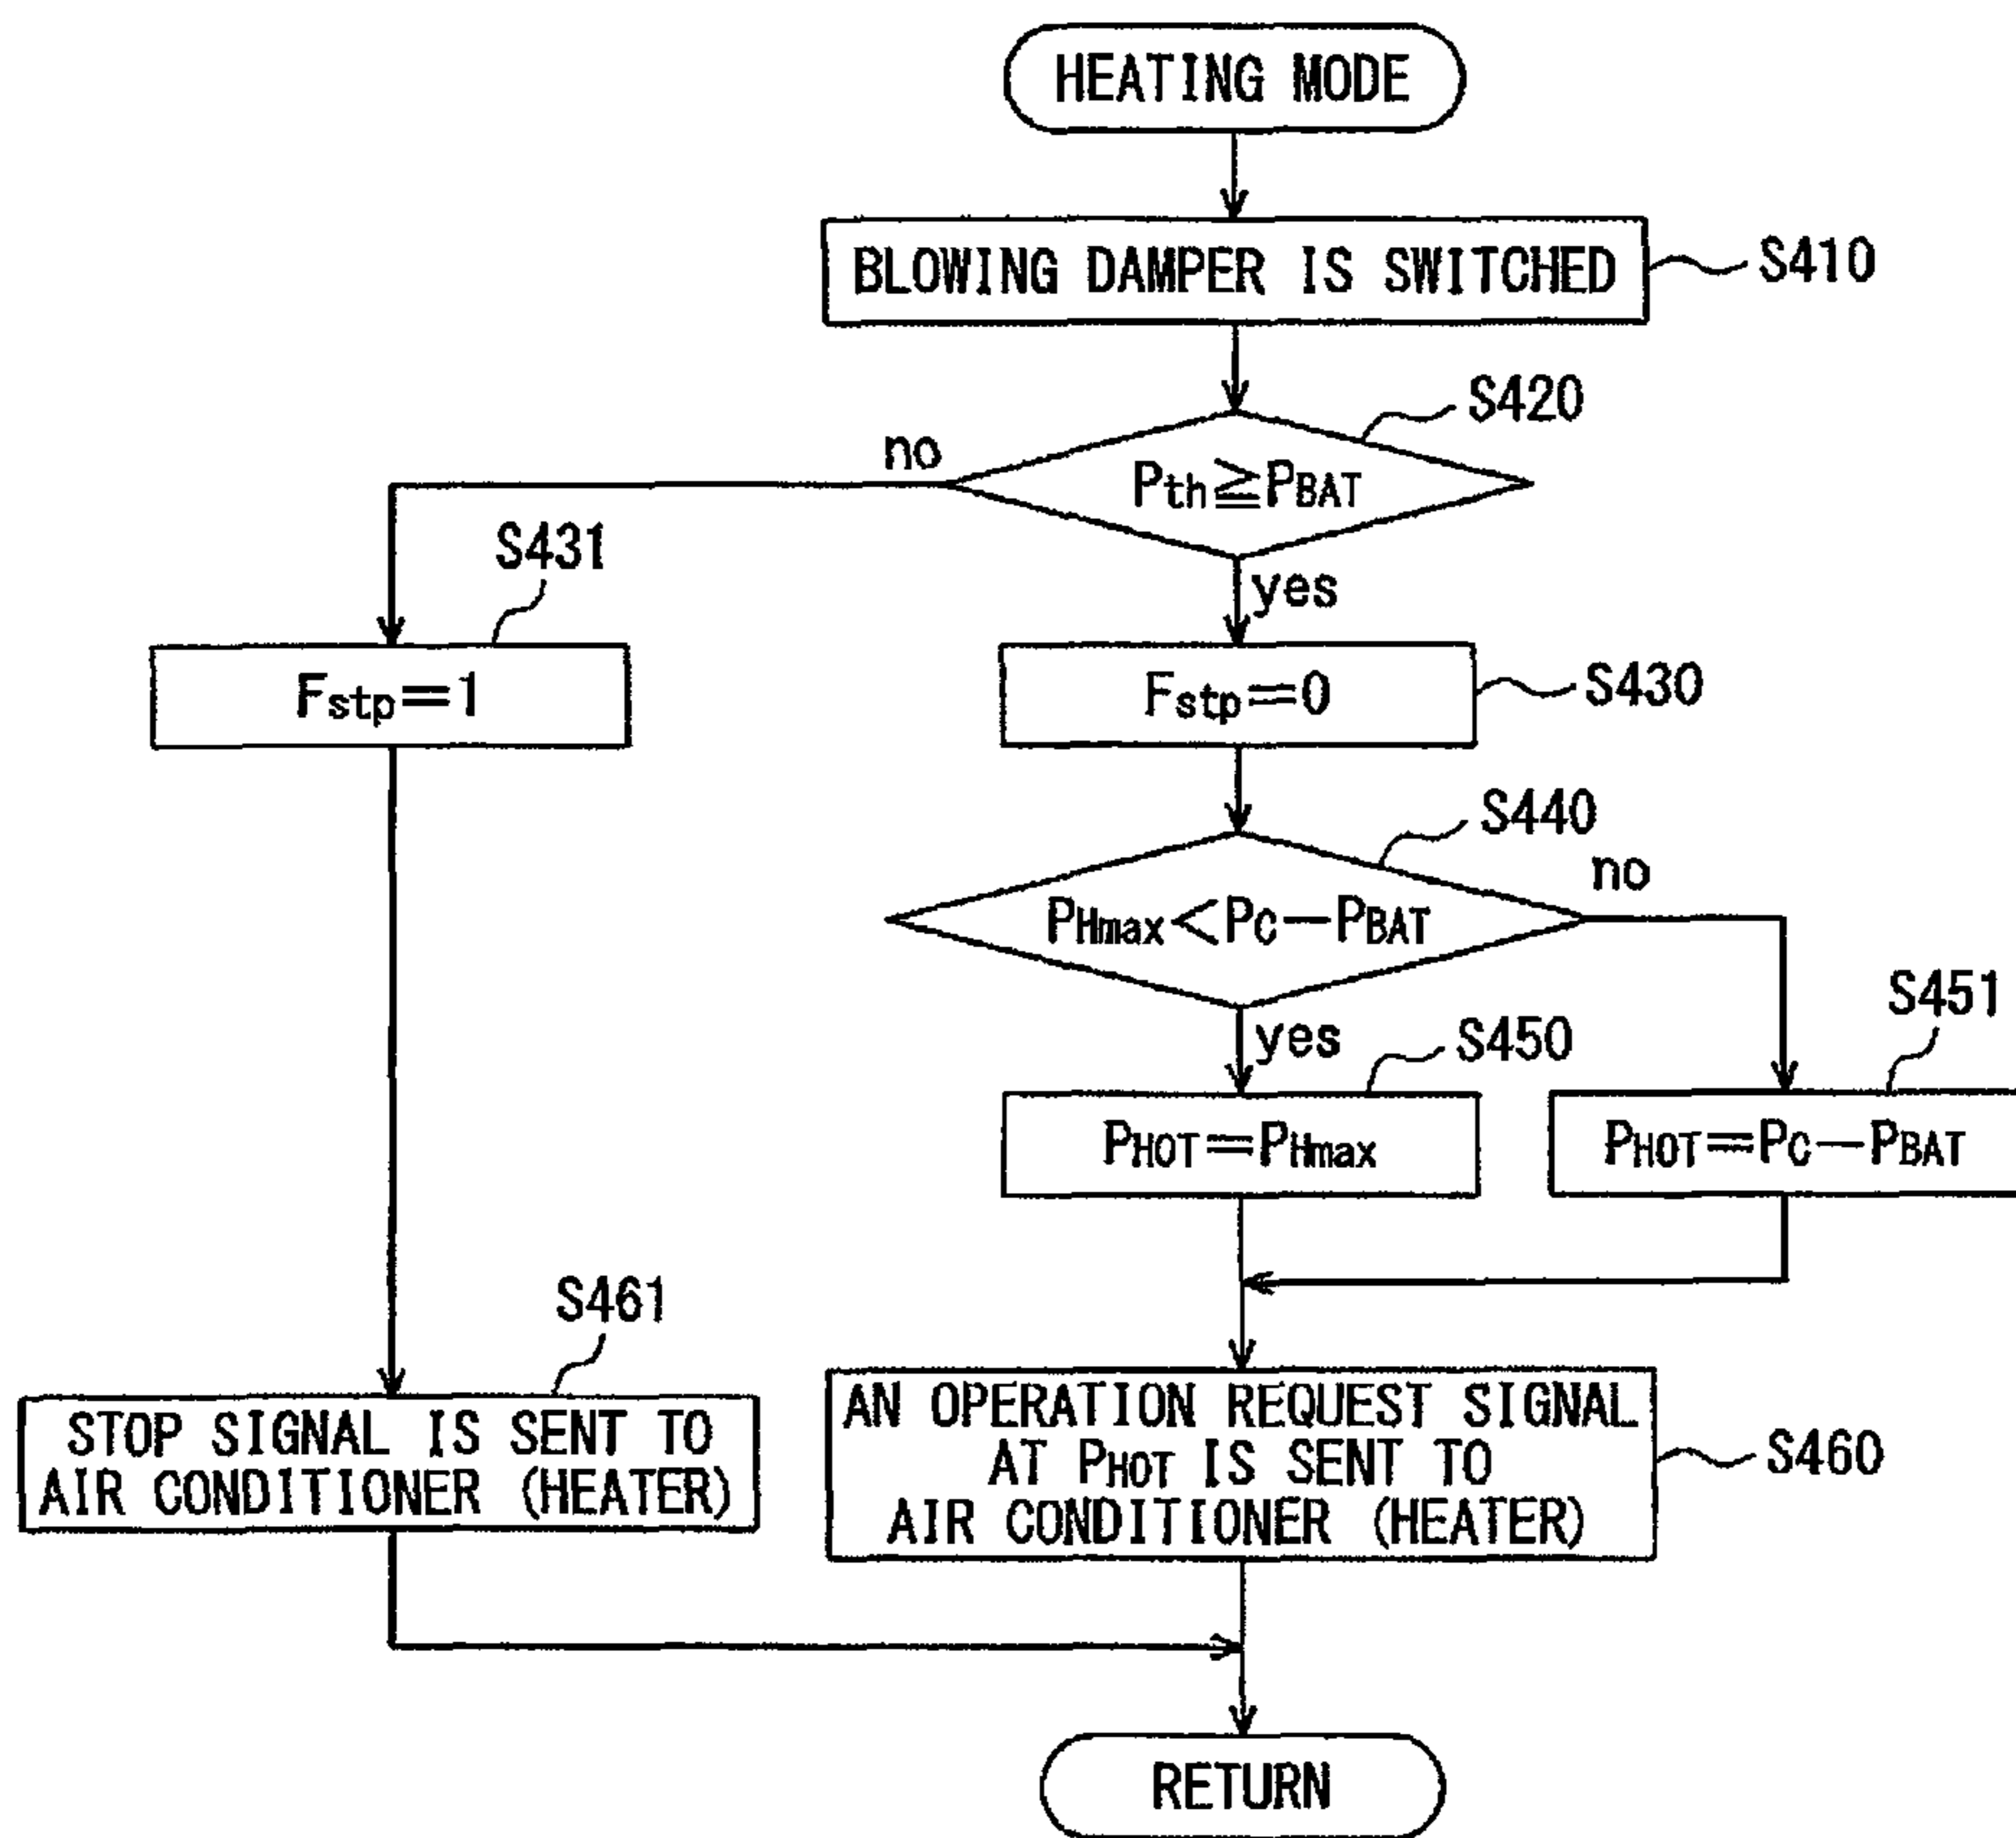 HEATING MODE
BLOWING DAMPER IS SWITCHED
S410
S420
no
Pth≧PBAT
S431
yes
Fstp=1
Fstp=0
S430
S440
no
PHmax<PC−PBAT
S451
yes
S450
PHOT=PHmax
PHOT=PC−PBAT
S461
STOP SIGNAL IS SENT TO
AIR CONDITIONER (HEATER)
AN OPERATION REQUEST SIGNAL
AT PHOT IS SENT TO
AIR CONDITIONER (HEATER)
S460
RETURN